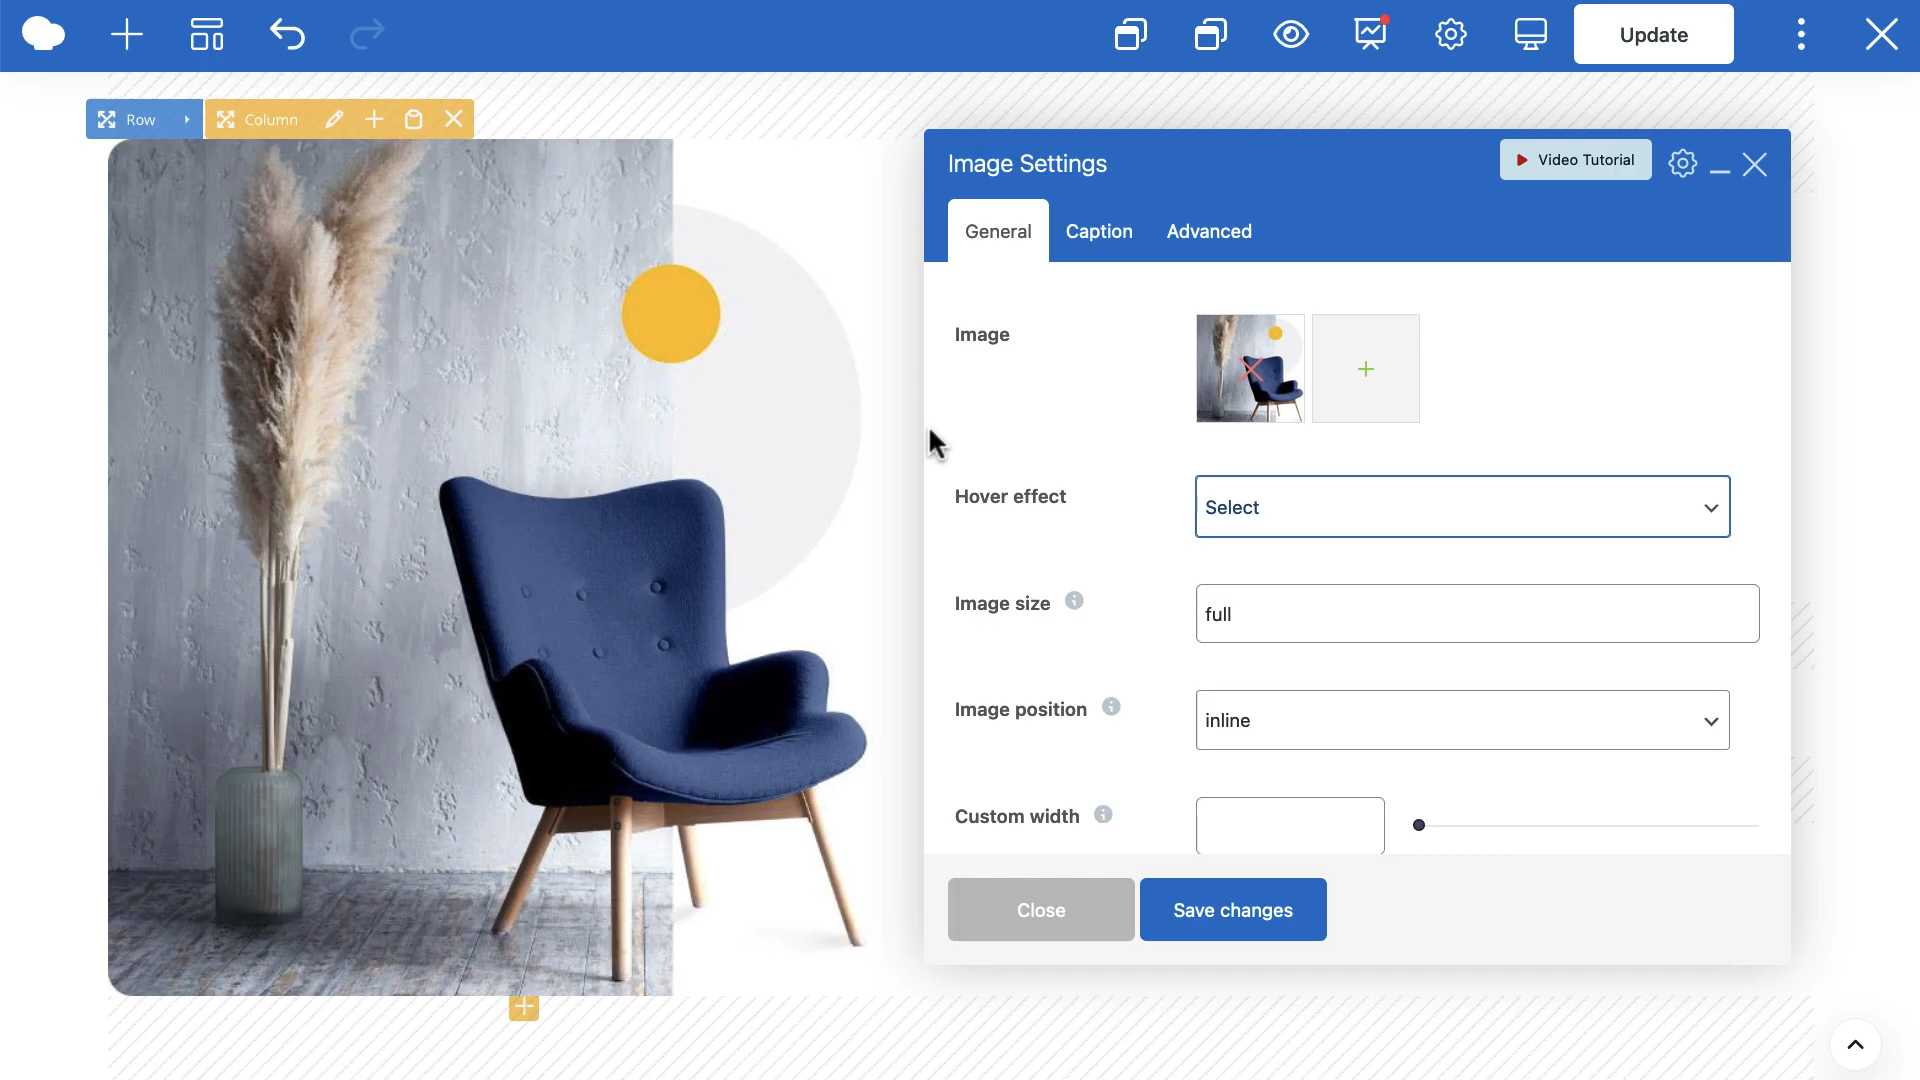 Update
Row
Column
Image Settings
Video Tutorial
General
Caption
Advanced
Image
Hover effect
Select
Image size
full
Image position
inline
Custom width
Close
Save changes